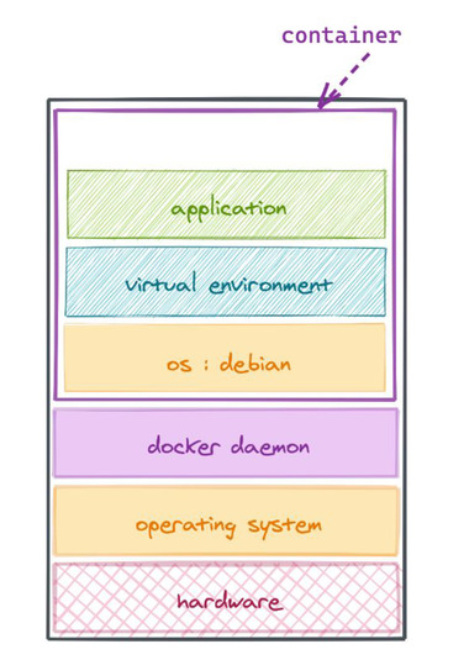 container
application
virtual environment
os : debian
docker daemon
operating system
hardware